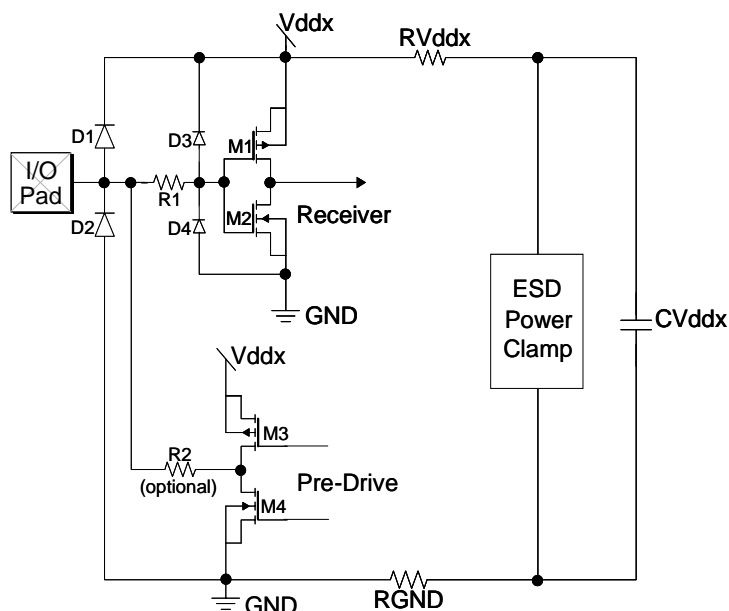 Vddx
RVddx
D1
D3
M1
I/O
Pad
R1
D2
D4
M2
Receiver
GND
ESD
Power
Clamp
CVddx
Vddx
M3
R2
(optional)
Pre-Drive
M4
GND
RGND